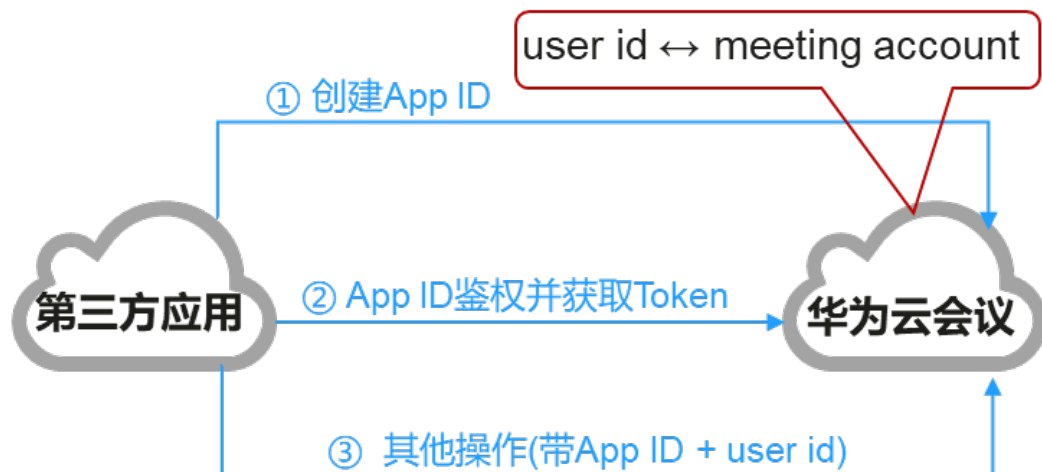 user id ↔ meeting account
① 创建App ID
第三方应用
② App ID鉴权并获取Token
华为云会议
③ 其他操作(带App ID + user id)